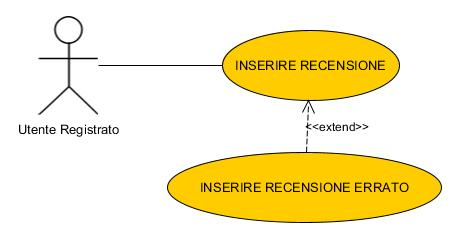 INSERIRE RECENSIONE
Utente Registrato
<<extend>>
INSERIRE RECENSIONE ERRATO